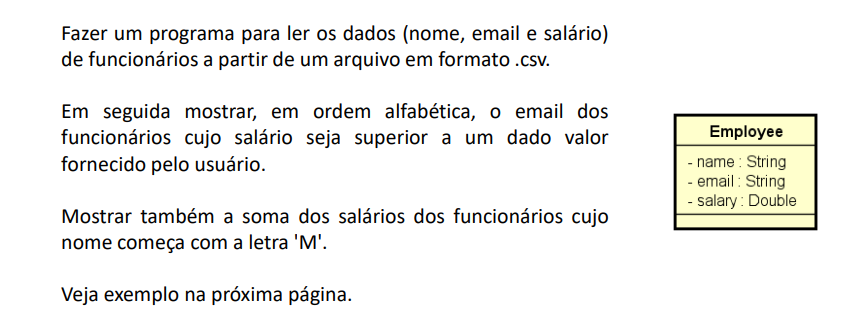 Fazer um programa para ler os dados (nome, email e salário)
de funcionários a partir de um arquivo em formato .csv.
Em seguida mostrar, em ordem alfabética, o email dos
funcionários cujo salário seja superior a um dado valor
fornecido pelo usuário.
Mostrar também a soma dos salários dos funcionários cujo
nome começa com a letra 'M'.
Veja exemplo na próxima página.
Employee
- name : String
- email : String
- salary : Double